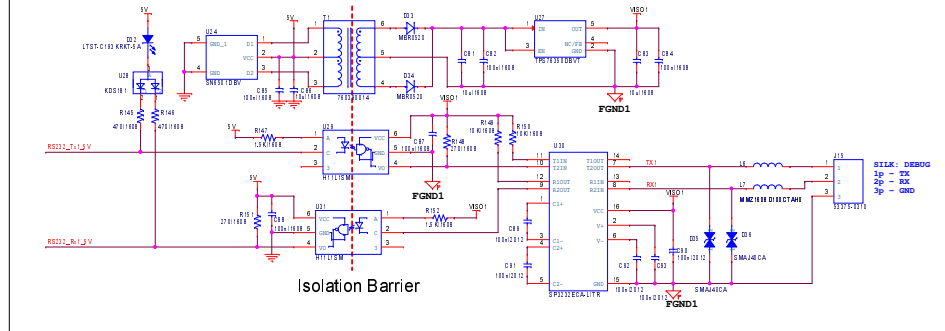 5V
D32
LTST-C193KRKT-5A
U28
KDS181
R145
470/1608
R146
470/1608
5V
U24
GND_1
D1
VCC
GND
D2
SN6501DBV
C85
100n/1608
C86
10u/1608
T1
760390014
D33
MBR0520
D34
MBR0520
C81
100n/1608
C82
10u/1608
U27
IN
OUT
EN
NC/FB
GND
TPS76350DBVT
VISO1
C83
10u/1608
C84
100n/1608
FGND1
RS232_Tx1_5V
5V
R147
1.5K/1608
U29
VCC
GND
VO
H11L1SM
VISO1
C87
100n/1608
R148
270/1608
FGND1
R149
10K/1608
R150
10K/1608
U30
T1IN
T2IN
R1OUT
R2OUT
C1+
C1-
C2+
C2-
T1OUT
T2OUT
R1IN
R2IN
VCC
V+
V-
GND
SP3232ECA-L/TR
TX1
RX1
L6
L7
MMZ1608D100CTAH0
J15
53375-0310
SILK: DEBUG
1p - TX
2p - RX
3p - GND
5V
R151
270/1608
C88
100n/1608
U31
VCC
GND
VO
H11L1SM
R152
1.5K/1608
VISO1
RS232_Rx1_5V
C91
100n/2012
C92
100n/2012
C93
100n/2012
C90
100n/2012
VISO1
D35
SMAJ40CA
SMAJ40CA
FGND1
Isolation Barrier